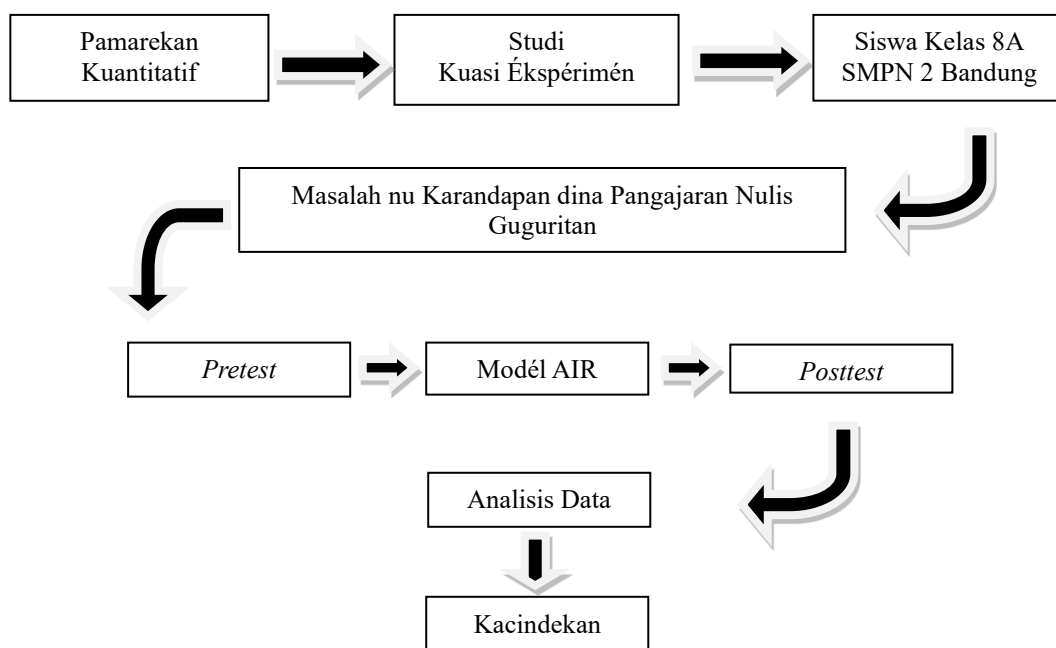 Pamarekan
Kuantitatif
Studi
Kuasi Ékspérimén
Siswa Kelas 8A
SMPN 2 Bandung
Masalah nu Karandapan dina Pangajaran Nulis
Guguritan
Pretest
Modél AIR
Posttest
Analisis Data
Kacindekan